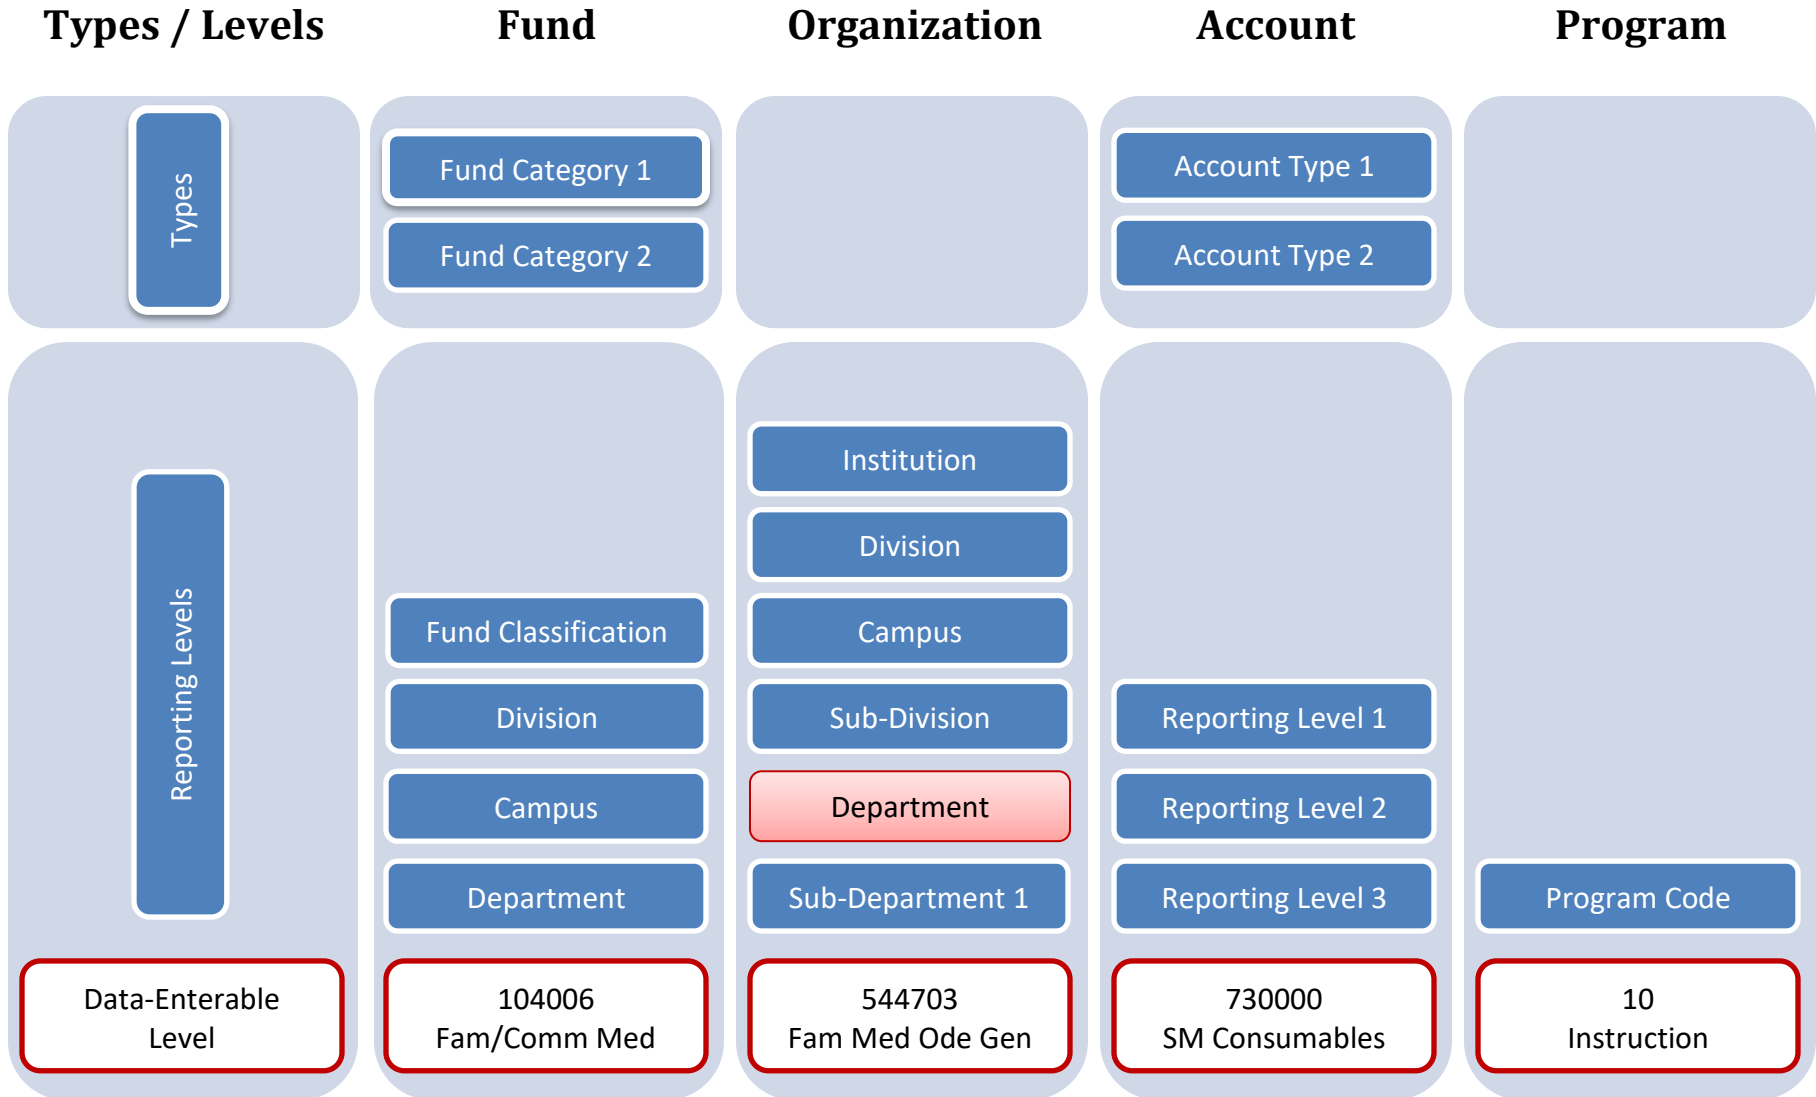 Types / Levels
Fund
Organization
Account
Program
Types
Fund Category 1
Fund Category 2
Account Type 1
Account Type 2
Reporting Levels
Fund Classification
Division
Campus
Department
Institution
Division
Campus
Sub-Division
Department
Sub-Department 1
Reporting Level 1
Reporting Level 2
Reporting Level 3
Program Code
Data-Enterable
Level
104006
Fam/Comm Med
544703
Fam Med Ode Gen
730000
SM Consumables
10
Instruction